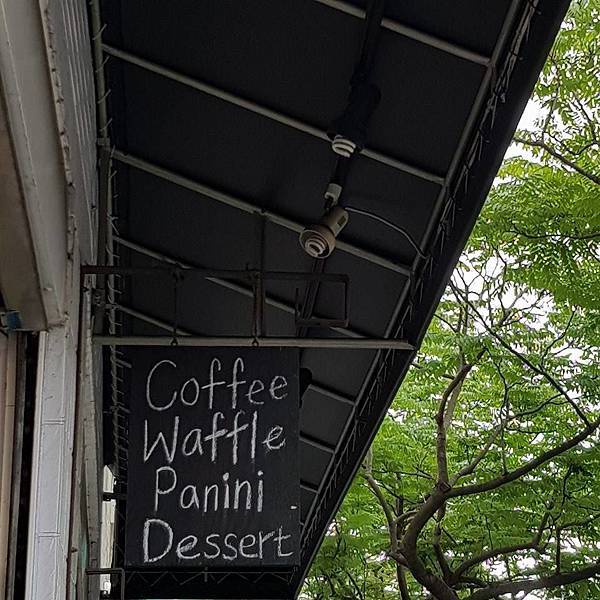 Coffee
Waffle
Panini
Dessert